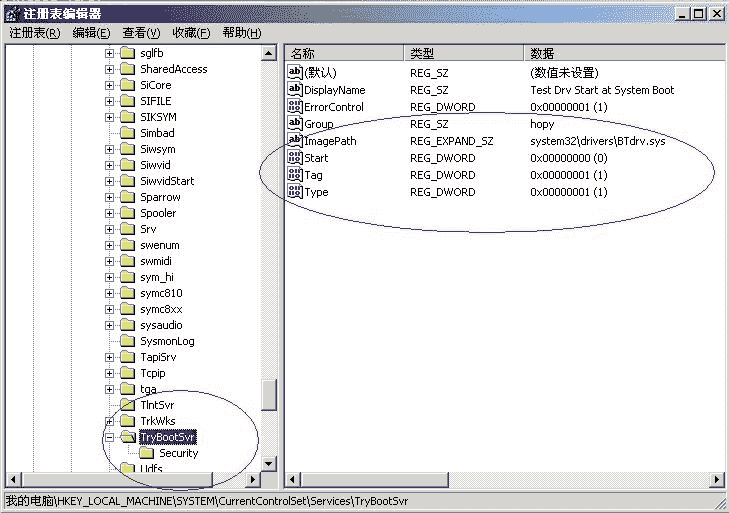 注册表编辑器
注册表(R) 编辑(E) 查看(V) 收藏(F) 帮助(H)
sglfb
SharedAccess
SiCore
SIFILE
SIKSYM
Simbad
Siwsym
Siwvid
SiwvidStart
Sparrow
Spooler
Srv
swenum
swmidi
sym_hi
symc810
symc8xx
sysaudio
SysmonLog
TapiSrv
Tcpip
tga
TlntSvr
TrkWks
TryBootSvr
Security
Udfs
名称 类型 数据
(默认) REG_SZ (数值未设置)
DisplayName REG_SZ Test Drv Start at System Boot
ErrorControl REG_DWORD 0x00000001 (1)
Group REG_SZ hopy
ImagePath REG_EXPAND_SZ system32\drivers\BTdrv.sys
Start REG_DWORD 0x00000000 (0)
Tag REG_DWORD 0x00000001 (1)
Type REG_DWORD 0x00000001 (1)
我的电脑\HKEY_LOCAL_MACHINE\SYSTEM\CurrentControlSet\Services\TryBootSvr